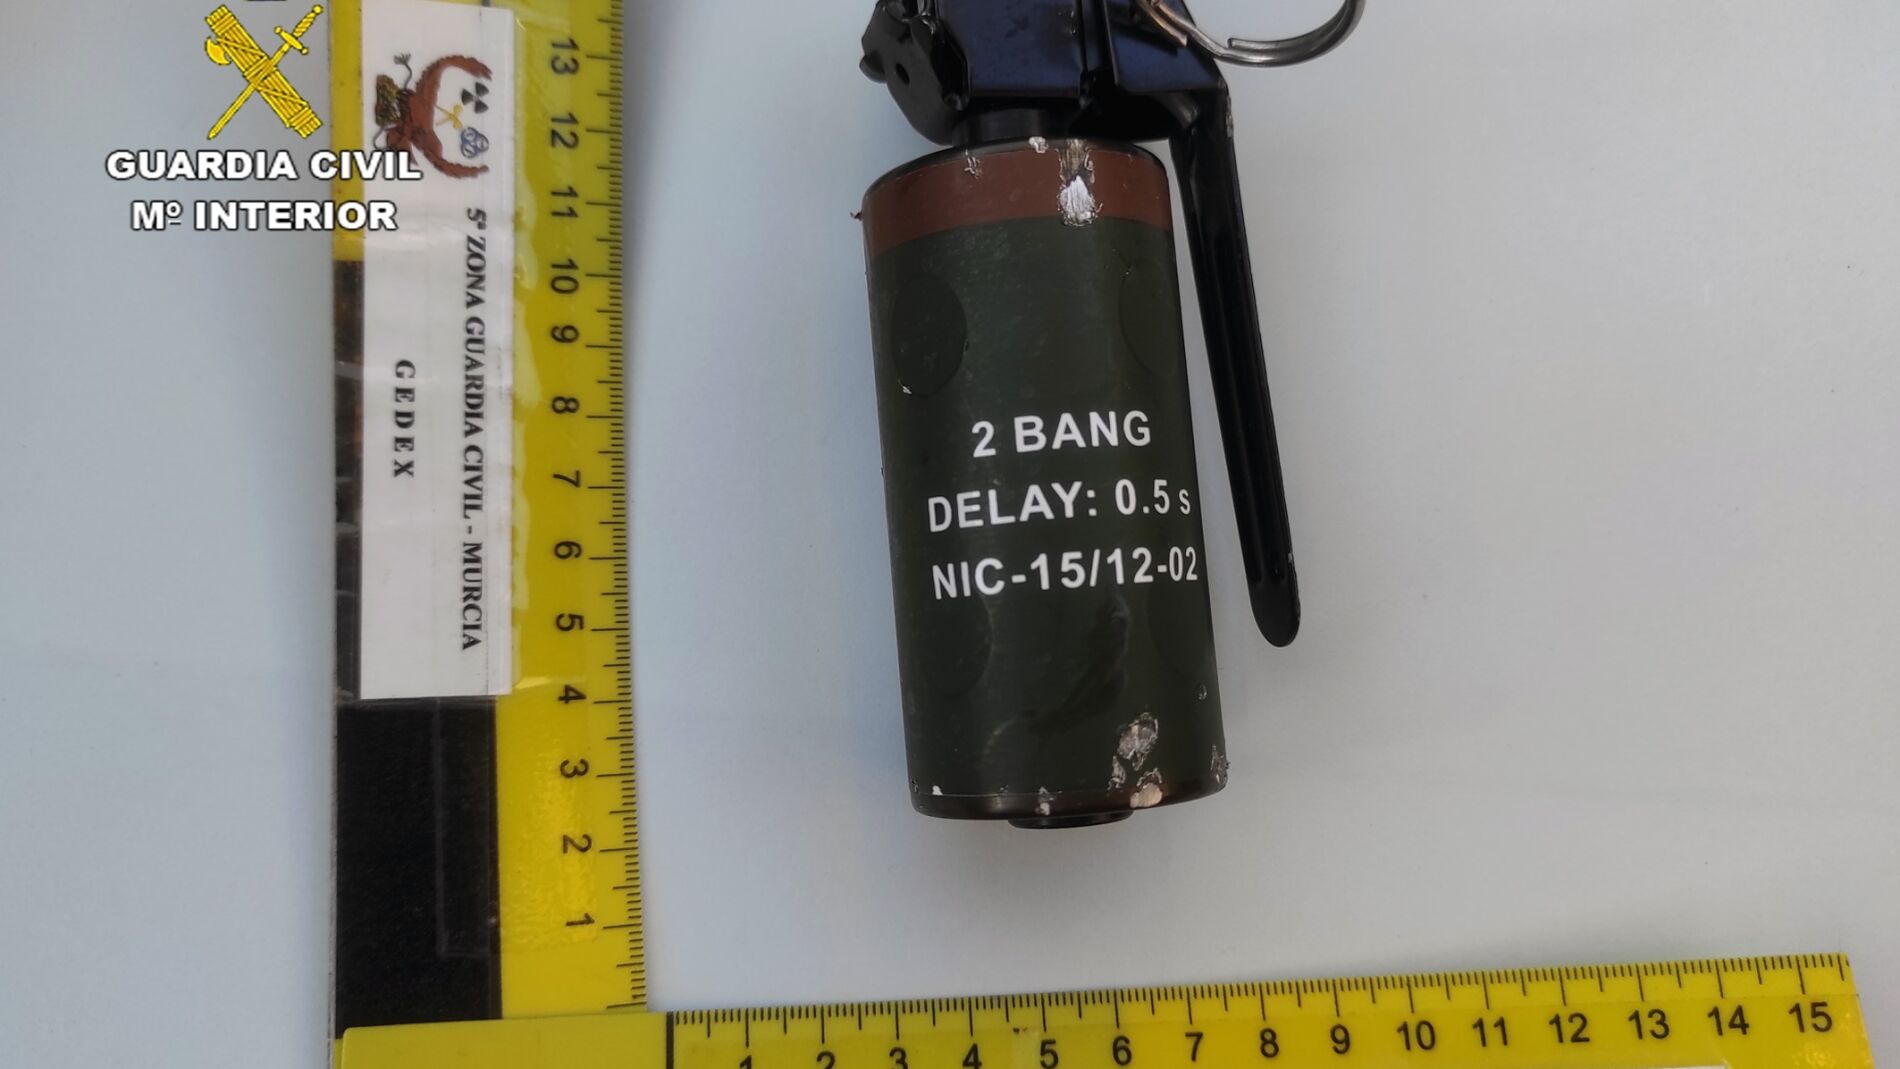 GUARDIA CIVIL
Mº INTERIOR
5ª ZONA GUARDIA CIVIL - MURCIA
GEDEX
13
12
11
10
9
8
7
6
5
4
3
2
1
2 BANG
DELAY: 0.5 s
NIC-15/12-02
1 2 3 4 5 6 7 8 9 10 11 12 13 14 15